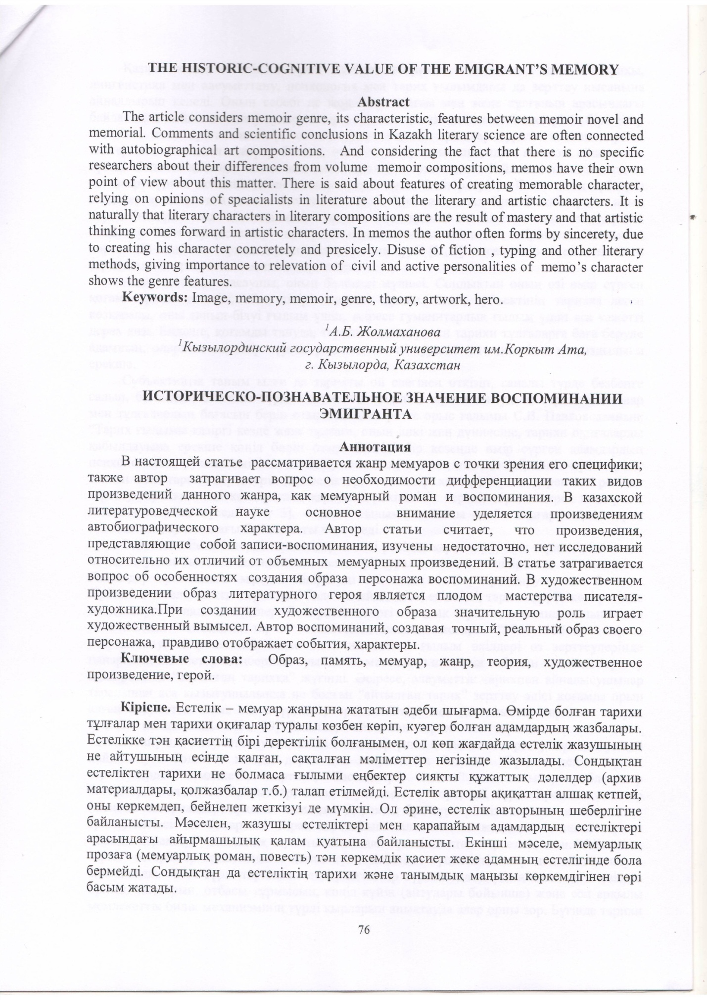 THE HISTORIC-COGNITIVE VALUE OF THE EMIGRANT’S MEMORY
Abstract
The article considers memoir genre, its characteristic, features between memoir novel and
memorial. Comments and scientific conclusions in Kazakh literary science are often connected
with autobiographical art compositions. And considering the fact that there is no specific
researchers about their differences from volume memoir compositions, memos have their own
point of view about this matter. There is said about features of creating memorable character,
relying on opinions of speacialists in literature about the literary and artistic chaarcters. It is
naturally that literary characters in literary compositions are the result of mastery and that artistic
thinking comes forward in artistic characters. In memos the author often forms by sincerety, due
to creating his character concretely and presicely. Disuse of fiction , typing and other literary
methods, giving importance to relevation of civil and active personalities of memo’s character
shows the genre features.
Keywords: Image, memory, memoir, genre, theory, artwork, hero.
¹А.Б. Жолмаханова
¹Кызылординский государственный университет им.Коркыт Ата,
г. Кызылорда, Казахстан
ИСТОРИЧЕСКО-ПОЗНАВАТЕЛЬНОЕ ЗНАЧЕНИЕ ВОСПОМИНАНИИ
ЭМИГРАНТА
Аннотация
В настоящей статье рассматривается жанр мемуаров с точки зрения его специфики;
также автор затрагивает вопрос о необходимости дифференциации таких видов
произведений данного жанра, как мемуарный роман и воспоминания. В казахской
литературоведческой науке основное внимание уделяется произведениям
автобиографического характера. Автор статьи считает, что произведения,
представляющие собой записи-воспоминания, изучены недостаточно, нет исследований
относительно их отличий от объемных мемуарных произведений. В статье затрагивается
вопрос об особенностях создания образа персонажа воспоминаний. В художественном
произведении образ литературного героя является плодом мастерства писателя-
художника.При создании художественного образа значительную роль играет
художественный вымысел. Автор воспоминаний, создавая точный, реальный образ своего
персонажа, правдиво отображает события, характеры.
Ключевые слова: Образ, память, мемуар, жанр, теория, художественное
произведение, герой.
Кіріспе. Естелік – мемуар жанрына жататын әдеби шығарма. Өмірде болған тарихи
тұлғалар мен тарихи оқиғалар туралы көзбен көріп, куәгер болған адамдардың жазбалары.
Естелікке тән қасиеттің бірі деректілік болғанымен, ол көп жағдайда естелік жазушының
не айтушының есінде қалған, сақталған мәліметтер негізінде жазылады. Сондықтан
естеліктен тарихи не болмаса ғылыми еңбектер сияқты құжаттық дәлелдер (архив
материалдары, қолжазбалар т.б.) талап етілмейді. Естелік авторы ақиқаттан алшақ кетпей,
оны көркемдеп, бейнелеп жеткізуі де мүмкін. Ол әрине, естелік авторының шеберлігіне
байланысты. Мәселен, жазушы естеліктері мен қарапайым адамдардың естеліктері
арасындағы айырмашылық қалам қуатына байланысты. Екінші мәселе, мемуарлық
прозаға (мемуарлық роман, повесть) тән көркемдік қасиет жеке адамның естелігінде бола
бермейді. Сондықтан да естеліктің тарихи және танымдық маңызы көркемдігінен гөрі
басым жатады.
76